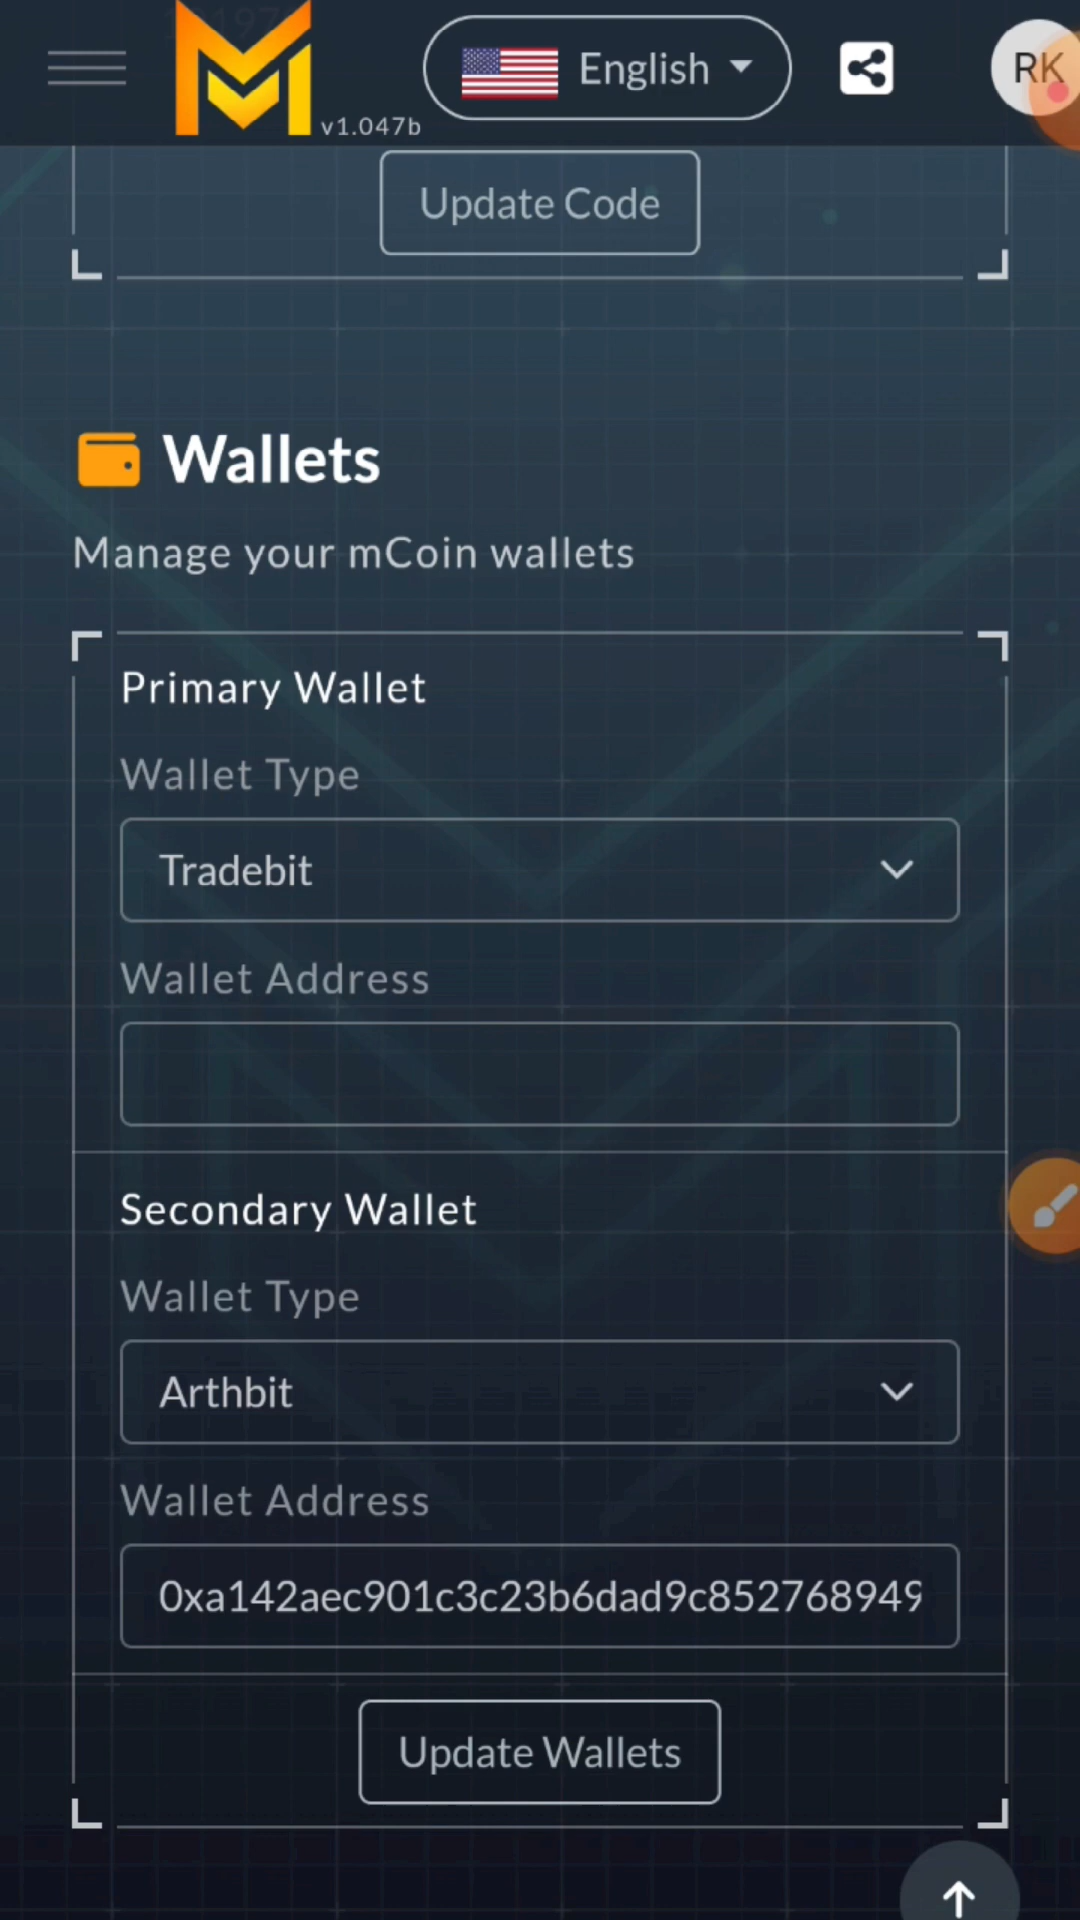 English
RK
v1.047b
Update Code
Wallets
Manage your mCoin wallets
Primary Wallet
Wallet Type
Tradebit
Wallet Address
Secondary Wallet
Wallet Type
Arthbit
Wallet Address
0xa142aec901c3c23b6dad9c852768949
Update Wallets